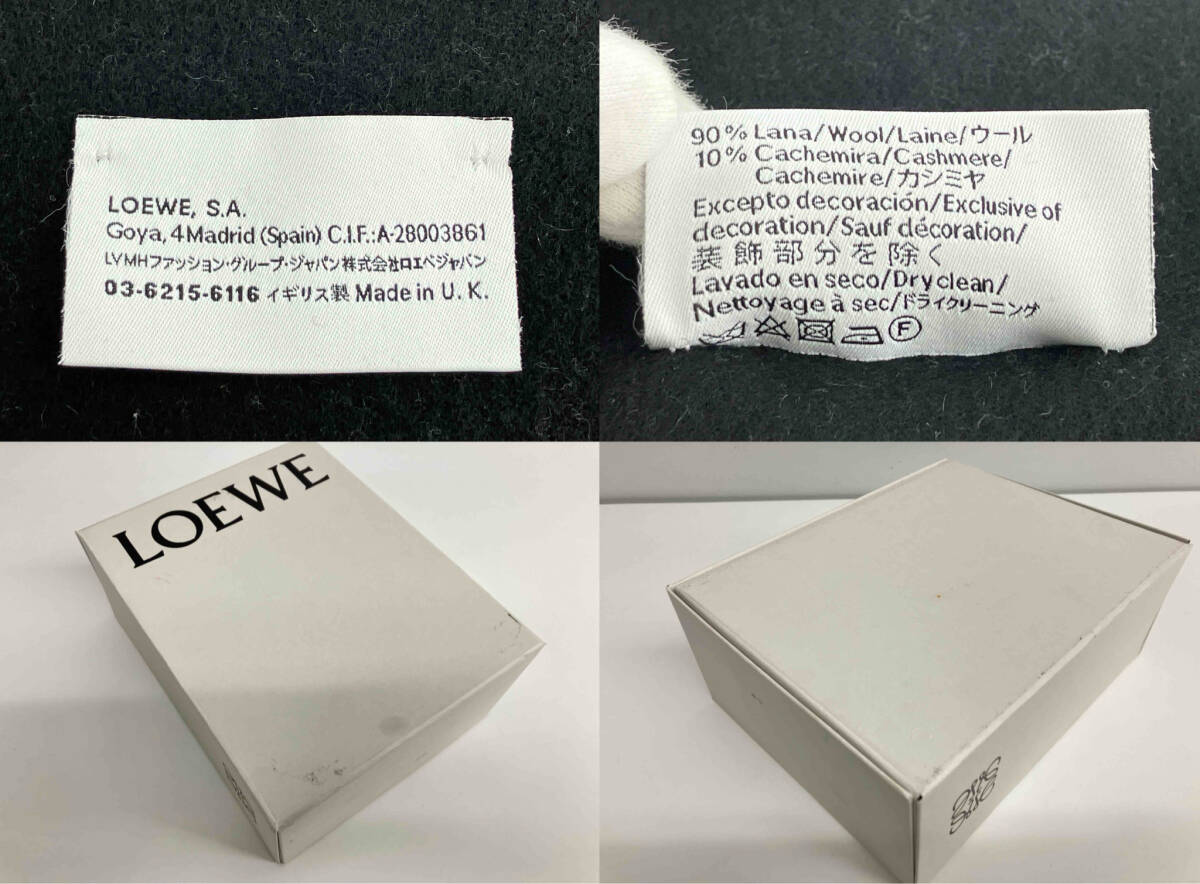 LOEWE, S.A.
Goya, 4 Madrid (Spain) C.I.F.:A-28003861
LVMHファッション・グループ・ジャパン株式会社ロエベジャパン
03-6215-6116 イギリス製 Made in U. K.
90% Lana/Wool/Laine/ウール
10% Cachemira/Cashmere/
Cachemire/カシミヤ
Excepto decoración/Exclusive of
decoration/Sauf décoration/
装飾部分を除く
Lavado en seco/Dryclean/
Nettoyage à sec/ドライクリーニング
F
LOEWE